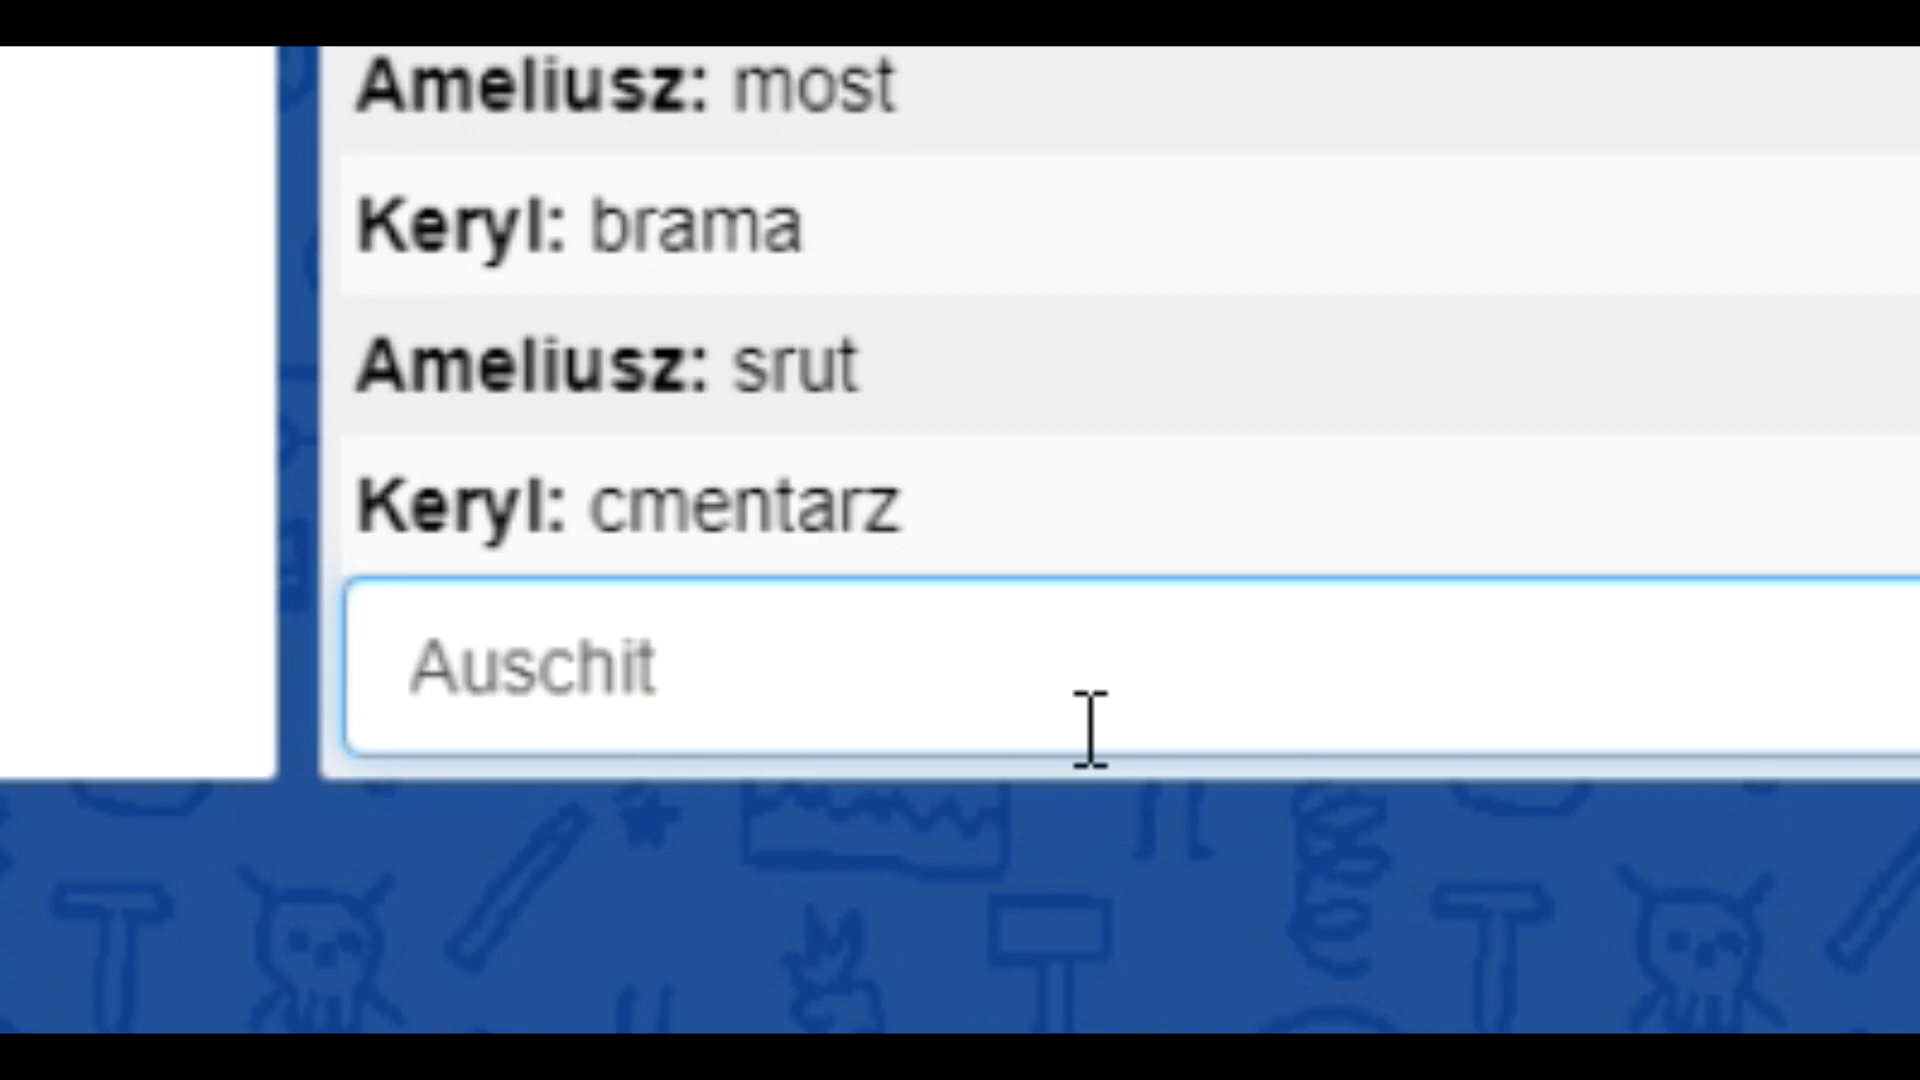 Ameliusz: most
Keryl: brama
Ameliusz: srut
Keryl: cmentarz
Auschit